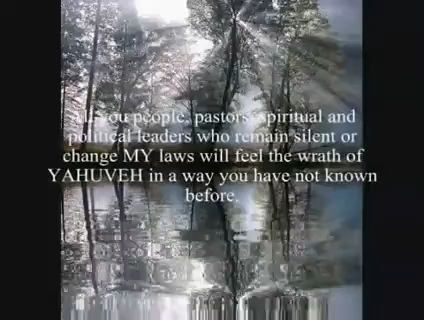 All you people, pastors, spiritual and
political leaders who remain silent or
change MY laws will feel the wrath of
YAHUVEH in a way you have not known
before.